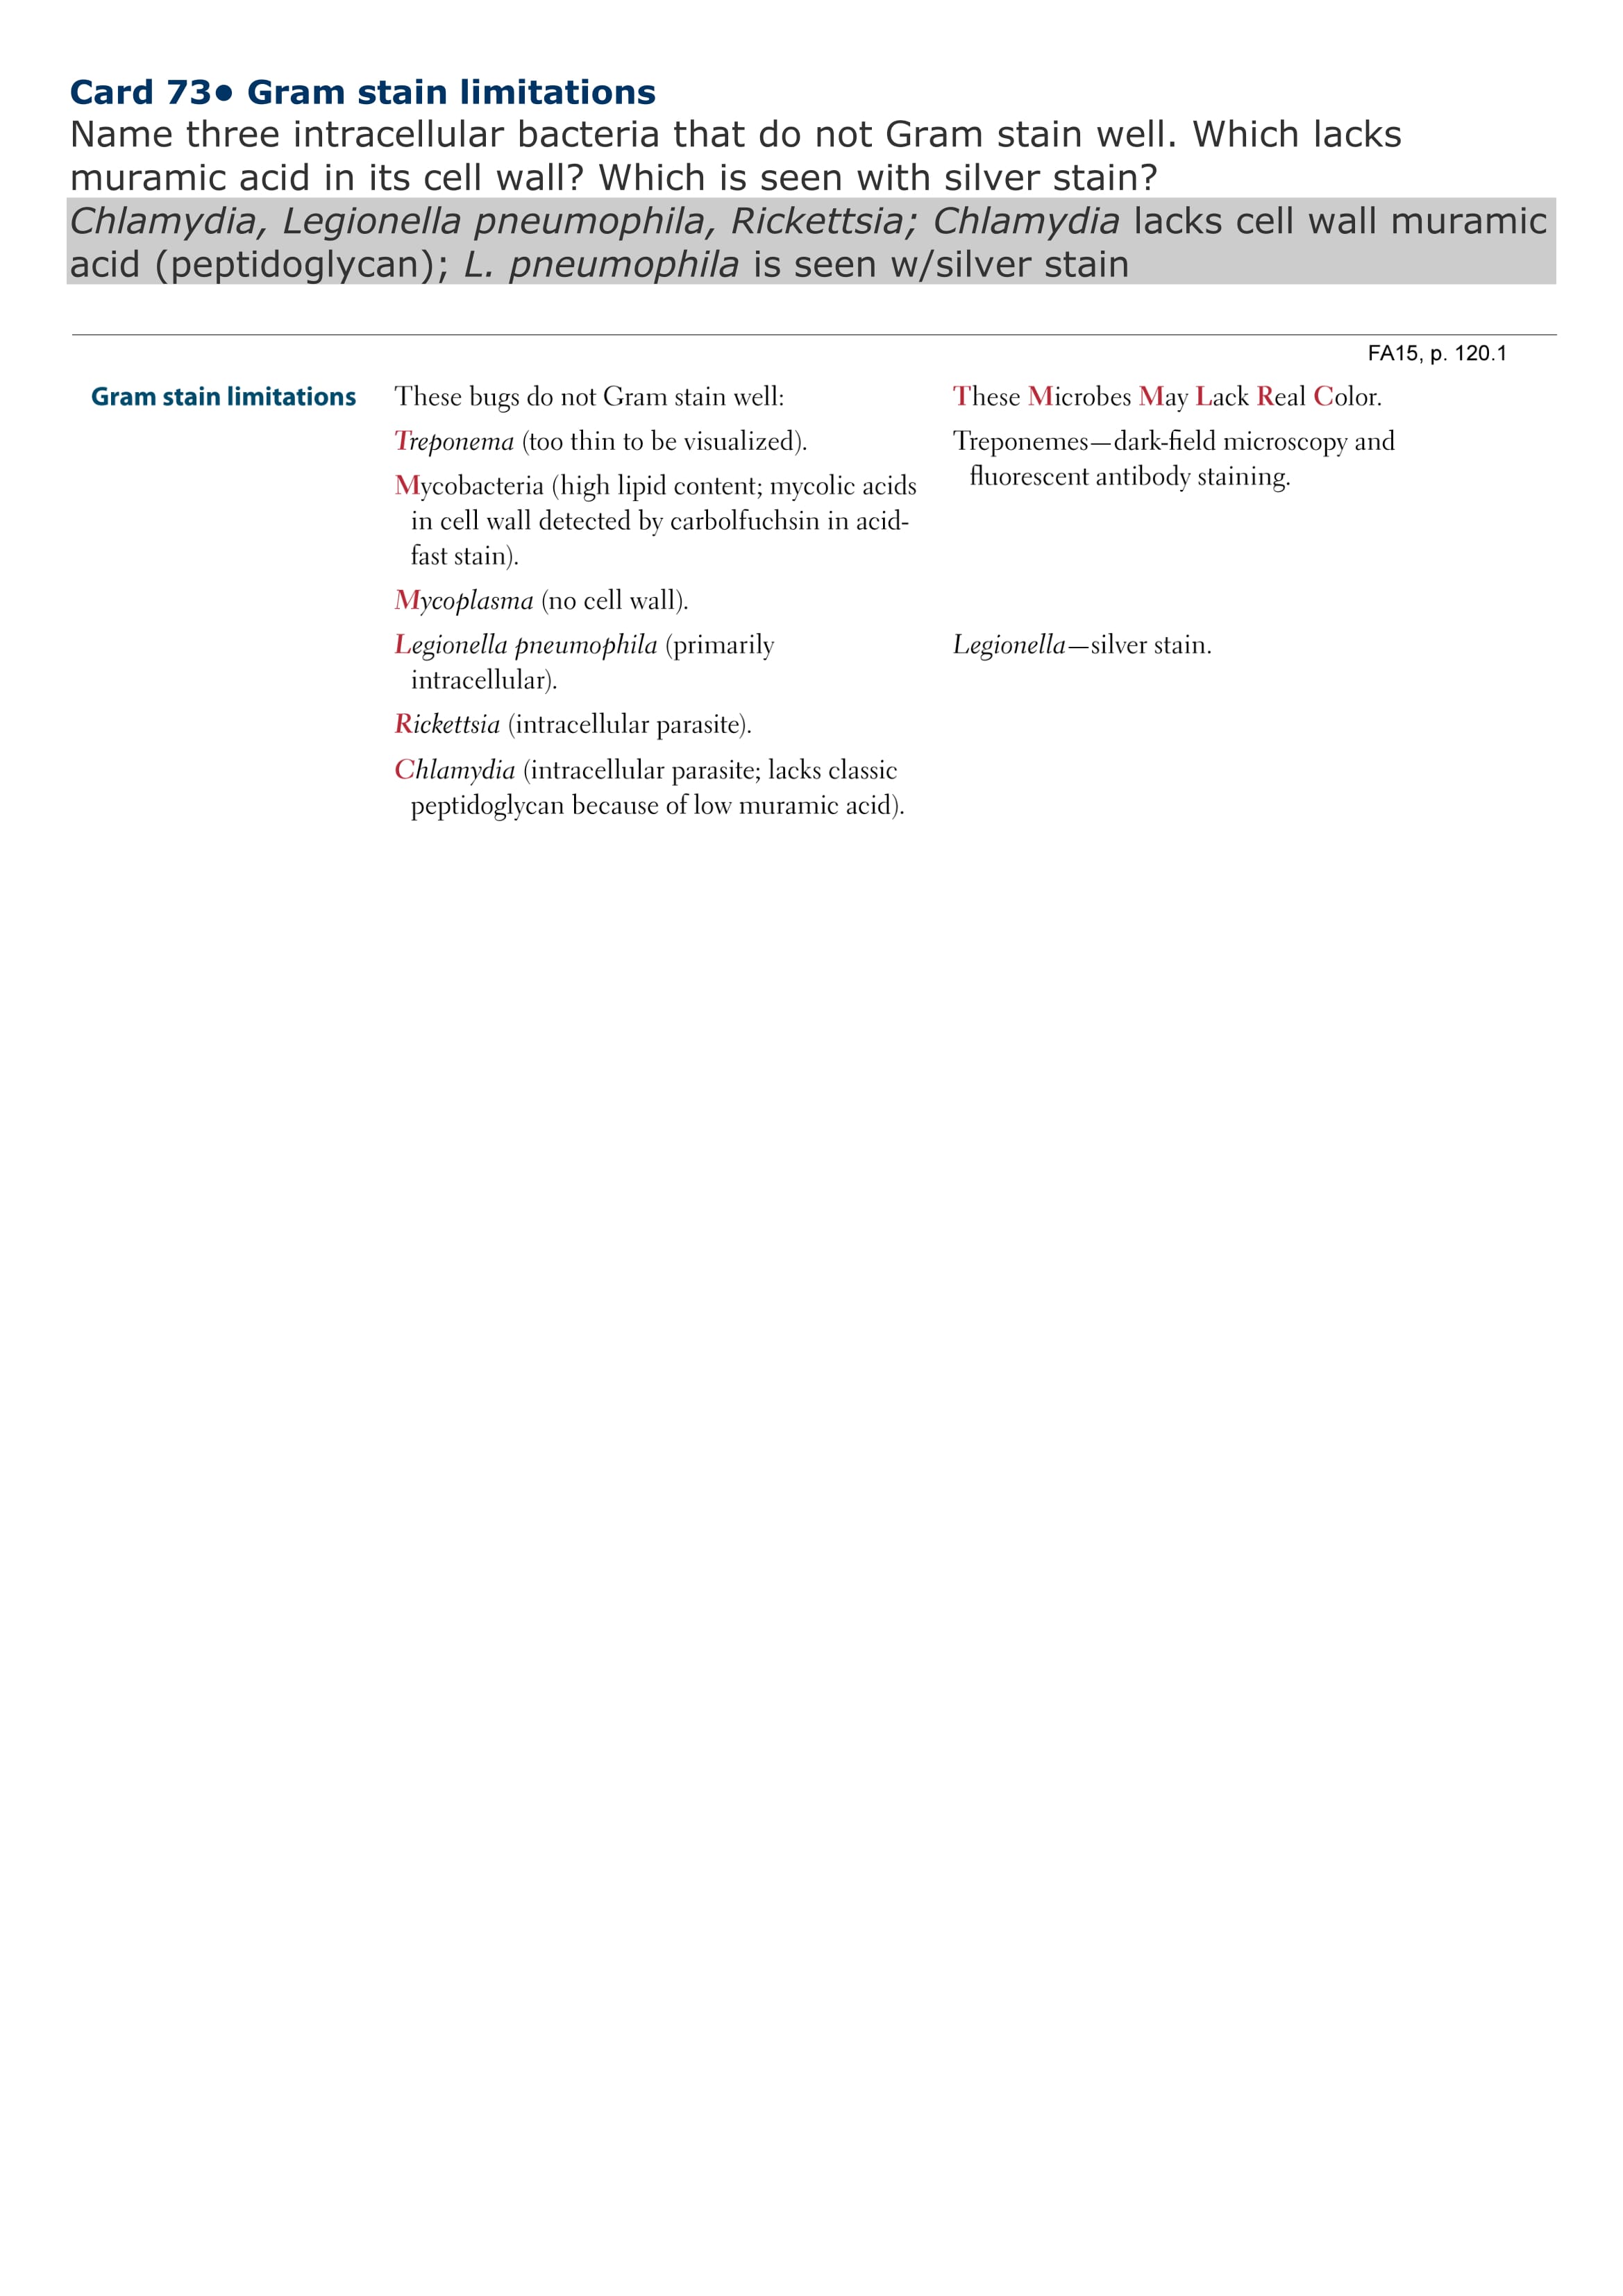 Card 73• Gram stain limitations
Name three intracellular bacteria that do not Gram stain well. Which lacks
muramic acid in its cell wall? Which is seen with silver stain?
Chlamydia, Legionella pneumophila, Rickettsia; Chlamydia lacks cell wall muramic
acid (peptidoglycan); L. pneumophila is seen w/silver stain
FA15, p. 120.1
Gram stain limitations
These bugs do not Gram stain well:
Treponema (too thin to be visualized).
Mycobacteria (high lipid content; mycolic acids
in cell wall detected by carbolfuchsin in acid-
fast stain).
Mycoplasma (no cell wall).
Legionella pneumophila (primarily
intracellular).
Rickettsia (intracellular parasite).
Chlamydia (intracellular parasite; lacks classic
peptidoglycan because of low muramic acid).
These Microbes May Lack Real Color.
Treponemes—dark-field microscopy and
fluorescent antibody staining.
Legionella—silver stain.